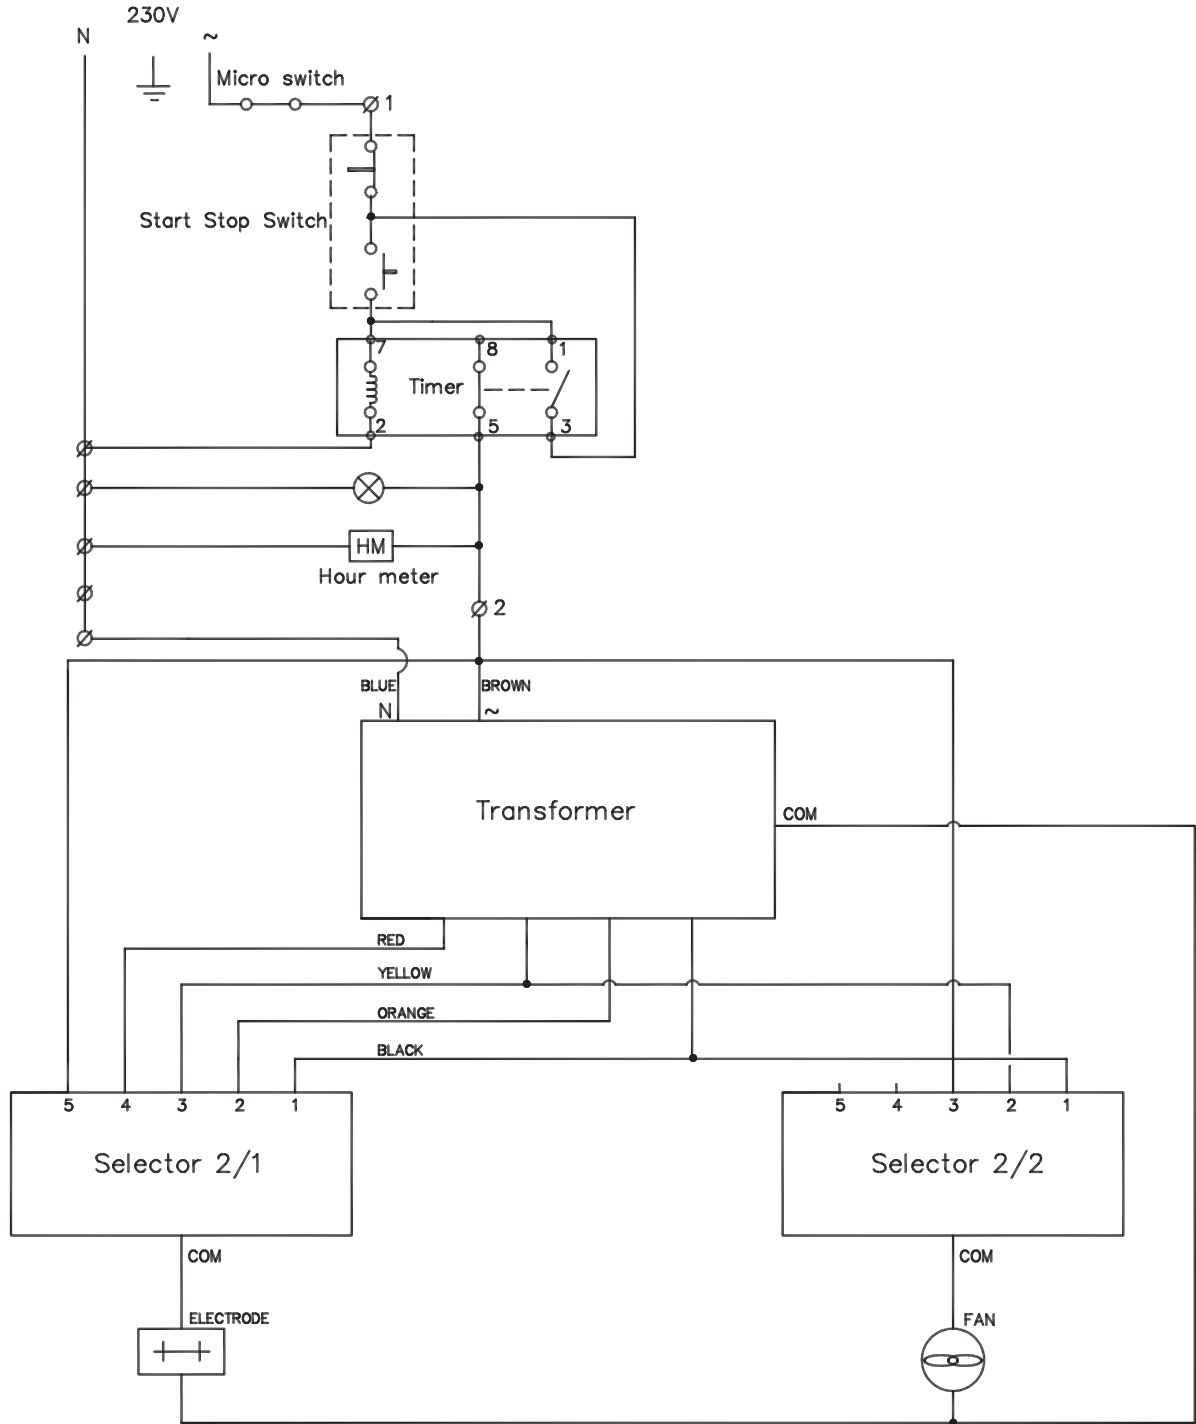 230V
N
~
Micro switch
1
Start Stop Switch
7
8
1
Timer
2
5
3
HM
Hour meter
2
BLUE
BROWN
N
~
Transformer
COM
RED
YELLOW
ORANGE
BLACK
5 4 3 2 1
5 4 3 2 1
Selector 2/1
Selector 2/2
COM
COM
ELECTRODE
FAN